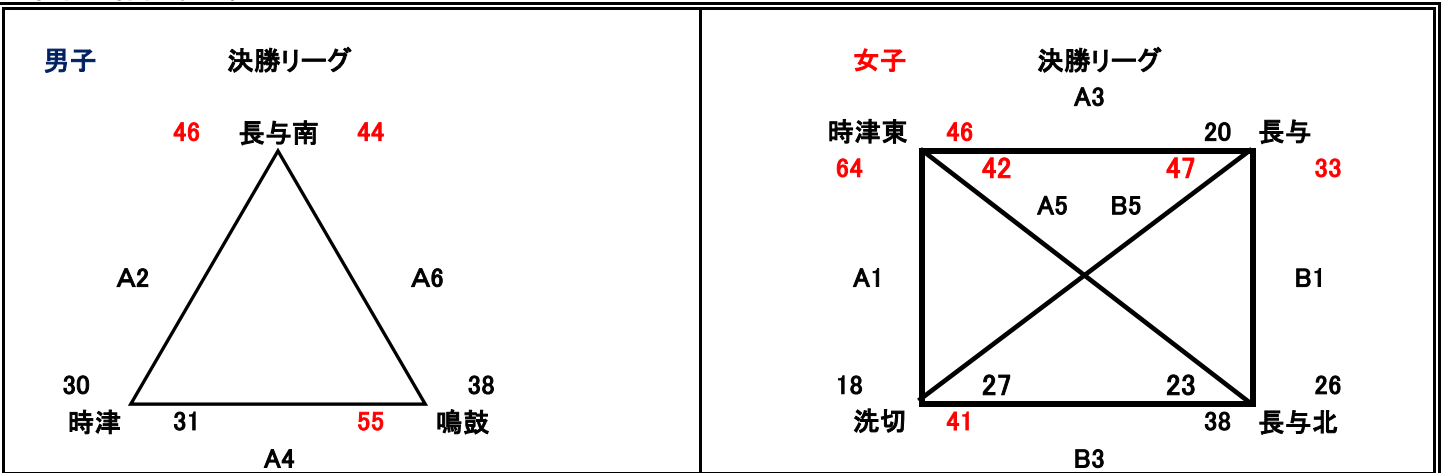 男子 決勝リーグ
46 長与南 44
A2 A6
30 38
時津 31 55 鳴鼓
A4
女子 決勝リーグ
A3
時津東 46 20 長与
64 42 47 33
A5 B5
A1 B1
18 27 23 26
洗切 41 38 長与北
B3